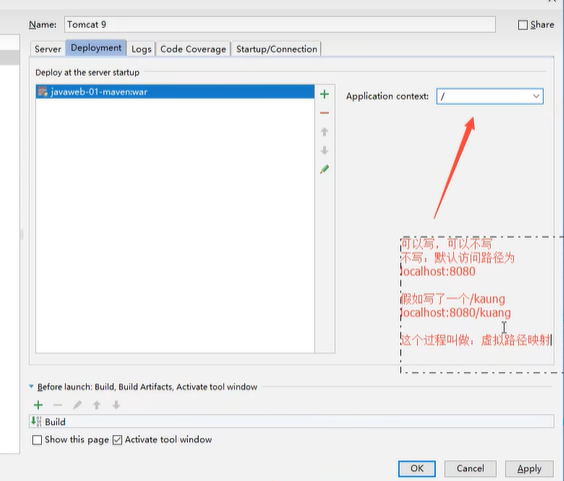 Name: Tomcat 9 Share
Server Deployment Logs Code Coverage Startup/Connection
Deploy at the server startup
javaweb-01-maven:war
Application context: /
可以写，可以不写
不写：默认访问路径为
localhost:8080
假如写了一个/kaung
localhost:8080/kuang
这个过程叫做：虚拟路径映射
Before launch: Build, Build Artifacts, Activate tool window
Build
Show this page Activate tool window
OK Cancel Apply